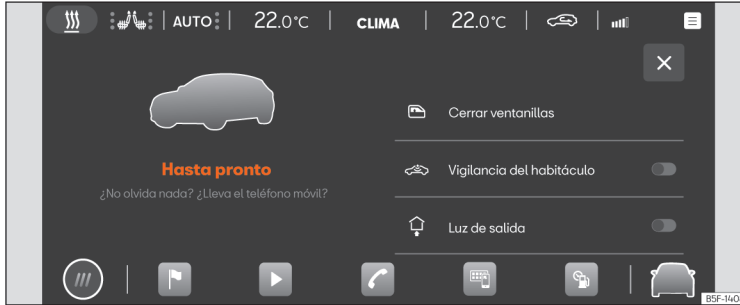 AUTO
22.0°C
CLIMA
22.0°C
Cerrar ventanillas
Hasta pronto
¿No olvida nada? ¿Lleva el teléfono móvil?
Vigilancia del habitáculo
Luz de salida
B5F-140